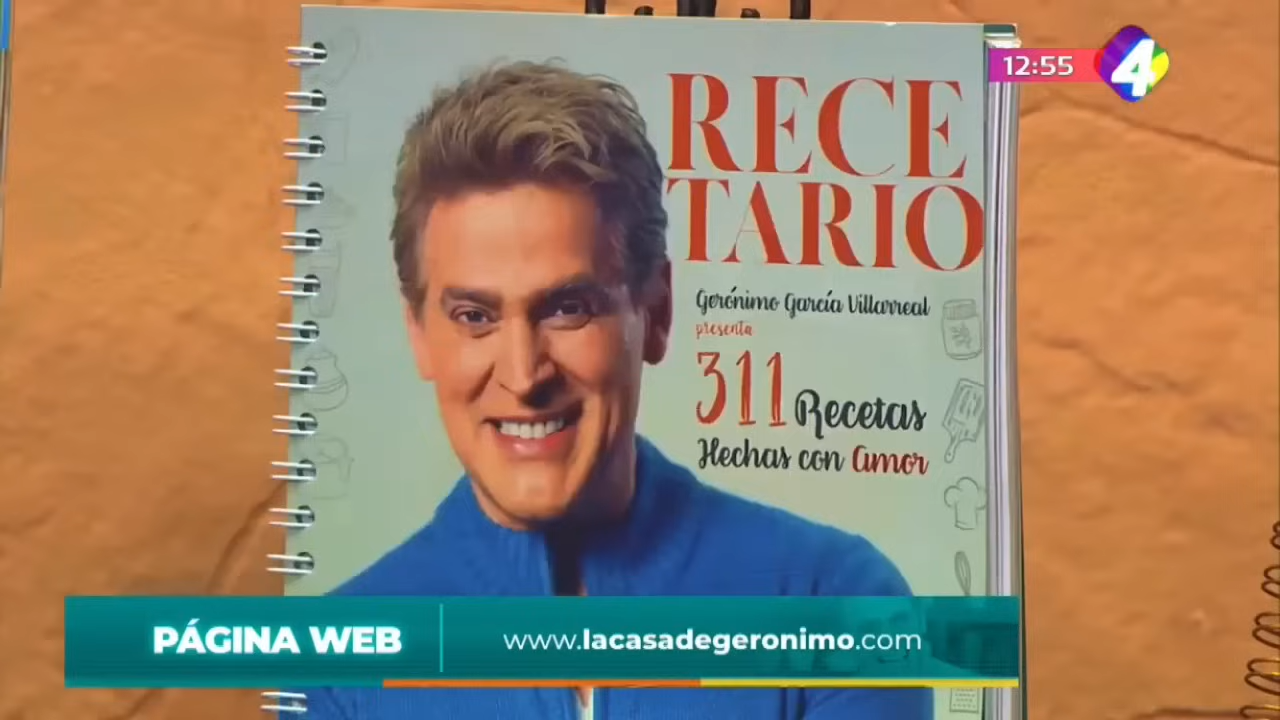 RECE
TARIO
Gerónimo García Villarreal
presenta
311 Recetas
Hechas con amor
12:55
4
PÁGINA WEB
www.lacasadegeronimo.com